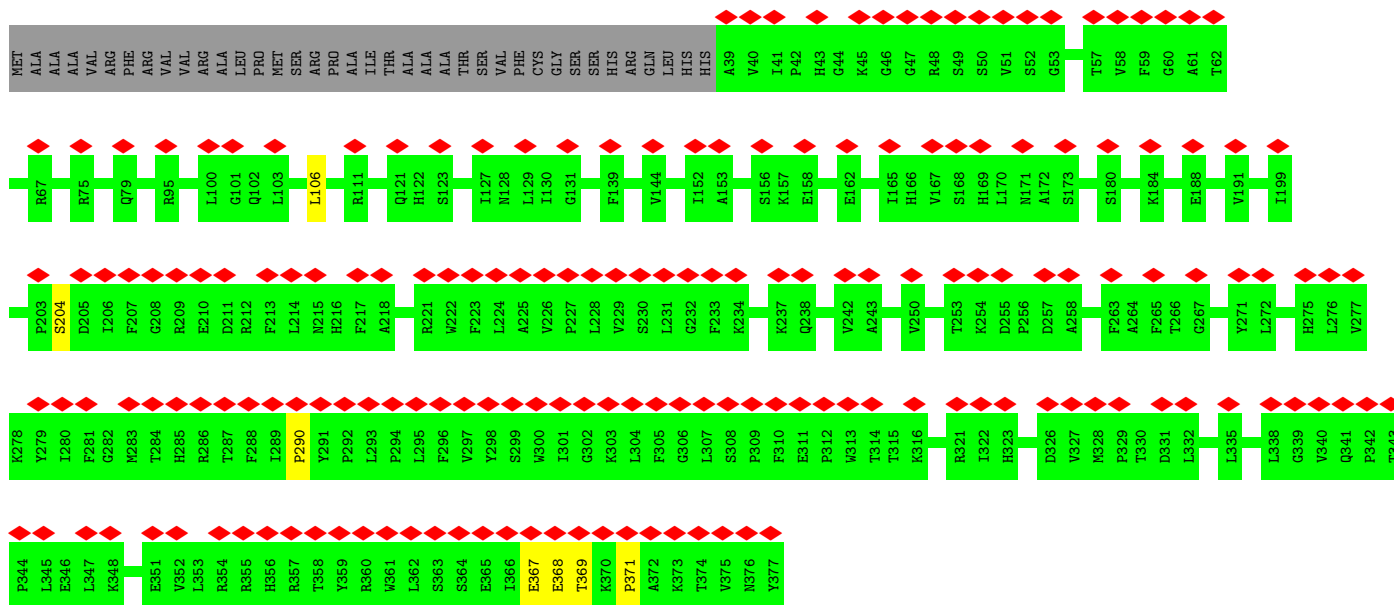 MET ALA ALA ALA VAL ARG PHE ARG VAL VAL ARG ALA LEU PRO MET SER ARG PRO ALA ILE THR ALA ALA ALA THR SER VAL PHE CYS GLY SER SER HIS ARG GLN LEU HIS HIS A39 V40 I41 P42 H43 G44 K45 G46 G47 R48 S49 S50 V51 S52 G53 T57 V58 F59 G60 A61 T62
R67 R75 Q79 R95 L100 G101 Q102 L103 L106 R111 Q121 H122 S123 I127 N128 L129 I130 G131 F139 V144 I152 A153 S156 K157 E158 E162 I165 H166 V167 S168 H169 L170 N171 A172 S173 S180 K184 E188 V191 I199
P203 S204 D205 I206 F207 G208 R209 E210 D211 R212 F213 L214 N215 H216 F217 A218 R221 W222 F223 L224 A225 V226 P227 L228 V229 S230 L231 G232 F233 K234 K237 Q238 V242 A243 V250 T253 K254 D255 P256 D257 A258 F263 A264 F265 T266 G267 Y271 L272 H275 L276 V277
K278 Y279 I280 F281 G282 M283 T284 H285 R286 T287 F288 I289 P290 Y291 P292 L293 P294 L295 F296 V297 Y298 S299 W300 I301 G302 K303 L304 F305 G306 L307 S308 P309 F310 E311 P312 W313 T314 T315 K316 R321 I322 H323 D326 V327 M328 P329 T330 D331 L332 L335 L338 G339 V340 Q341 P342 T343
P344 L345 E346 L347 K348 E351 V352 L353 R354 R355 H356 R357 T358 Y359 R360 W361 L362 S363 S364 E365 I366 E367 E368 T369 K370 P371 A372 K373 T374 V375 N376 Y377